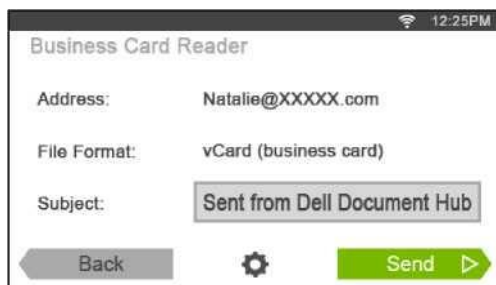 12:25PM
Business Card Reader
Address: Natalie@XXXXX.com
File Format: vCard (business card)
Subject: Sent from Dell Document Hub
Back Send